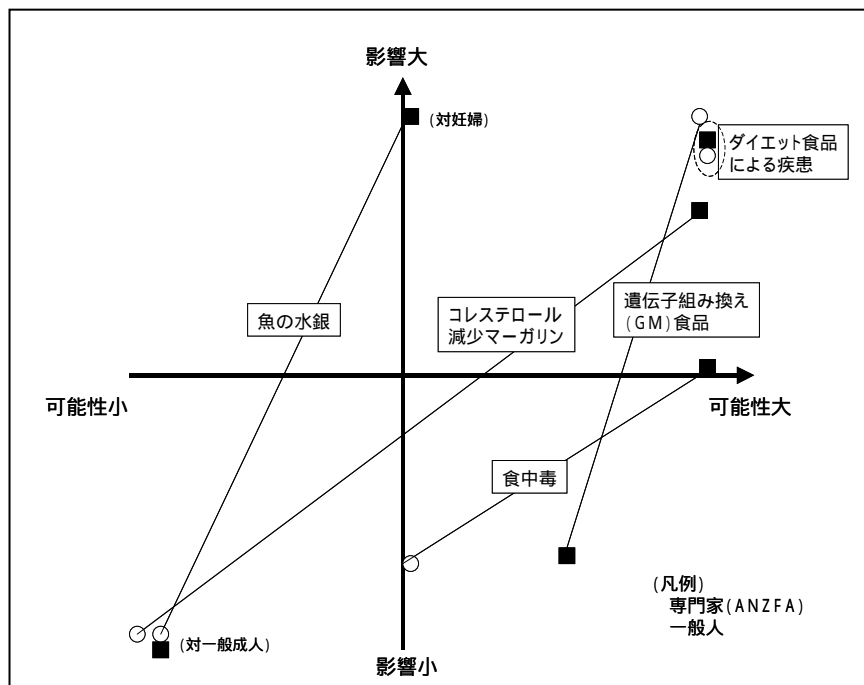 影響大
(対妊婦)
ダイエット食品
による疾患
魚の水銀
コレステロール
減少マーガリン
遺伝子組み換え
(GM)食品
可能性小
可能性大
食中毒
(凡例)
専門家(ANZFA)
一般人
(対一般成人)
影響小